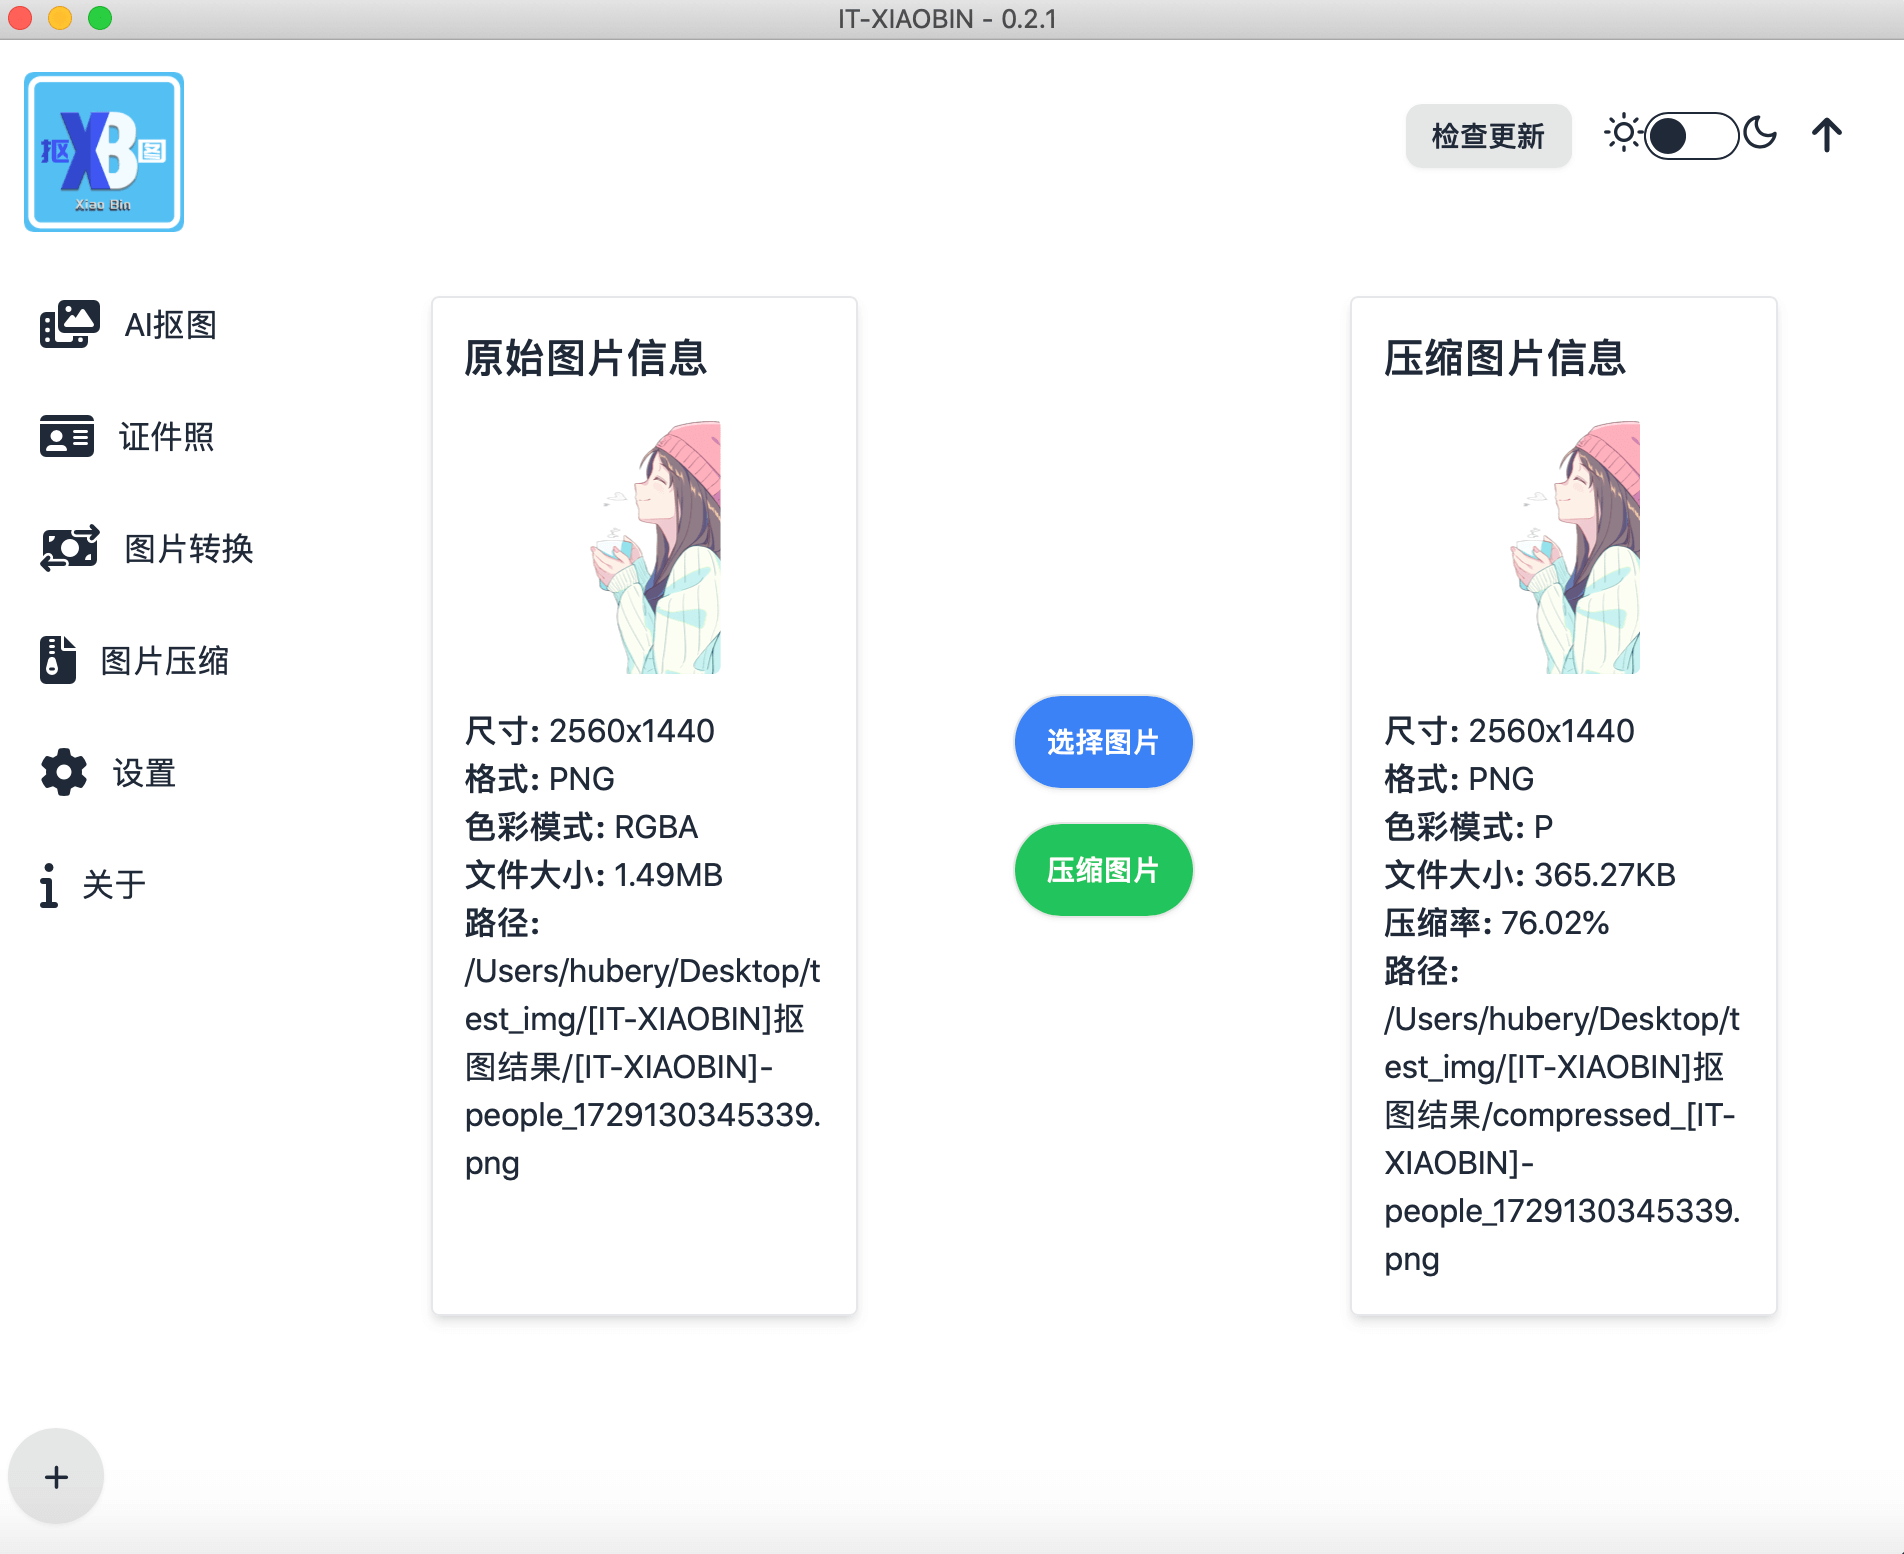 IT-XIAOBIN - 0.2.1
抠XB图
Xiao Bin
检查更新
AI抠图
证件照
图片转换
图片压缩
设置
关于
原始图片信息
尺寸: 2560x1440
格式: PNG
色彩模式: RGBA
文件大小: 1.49MB
路径:
/Users/hubery/Desktop/t
est_img/[IT-XIAOBIN]抠
图结果/[IT-XIAOBIN]-
people_1729130345339.
png
选择图片
压缩图片
压缩图片信息
尺寸: 2560x1440
格式: PNG
色彩模式: P
文件大小: 365.27KB
压缩率: 76.02%
路径:
/Users/hubery/Desktop/t
est_img/[IT-XIAOBIN]抠
图结果/compressed_[IT-
XIAOBIN]-
people_1729130345339.
png
+